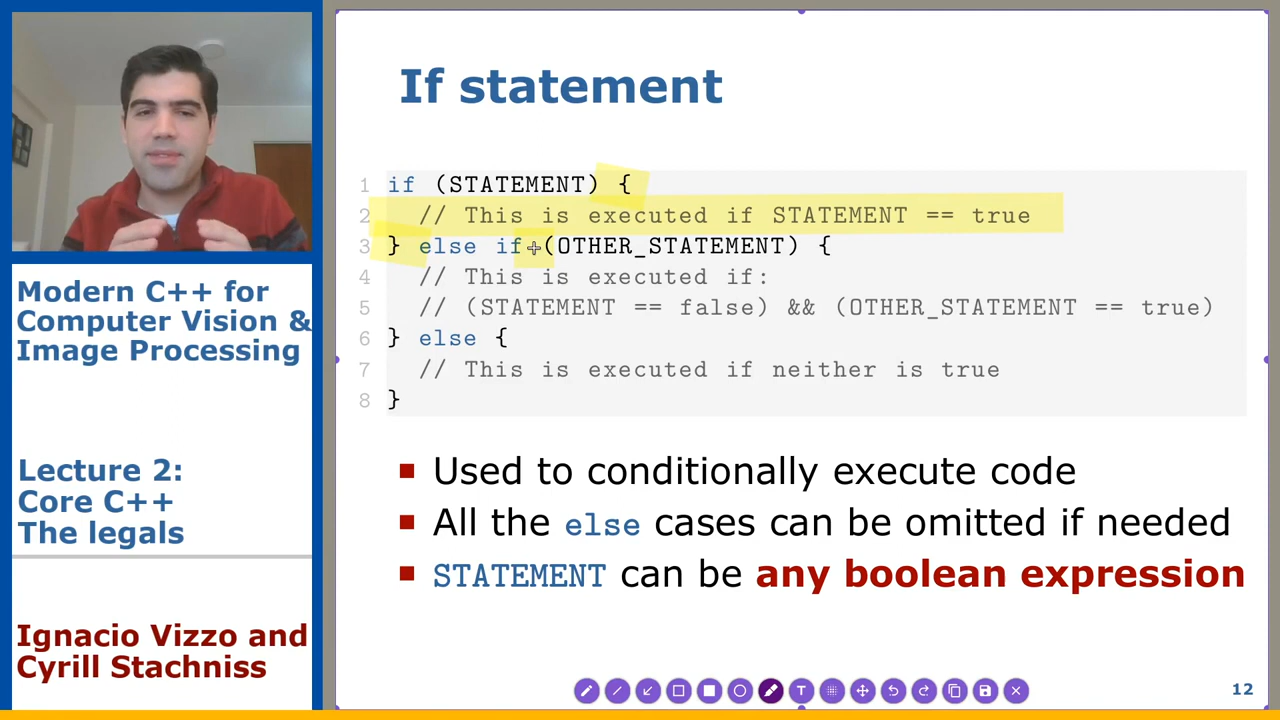 If statement
1 if (STATEMENT) {
2 // This is executed if STATEMENT == true
3 } else if (OTHER_STATEMENT) {
4 // This is executed if:
5 // (STATEMENT == false) && (OTHER_STATEMENT == true)
6 } else {
7 // This is executed if neither is true
8 }
Used to conditionally execute code
All the else cases can be omitted if needed
STATEMENT can be any boolean expression
Modern C++ for
Computer Vision &
Image Processing
Lecture 2:
Core C++
The legals
Ignacio Vizzo and
Cyrill Stachniss
T
12